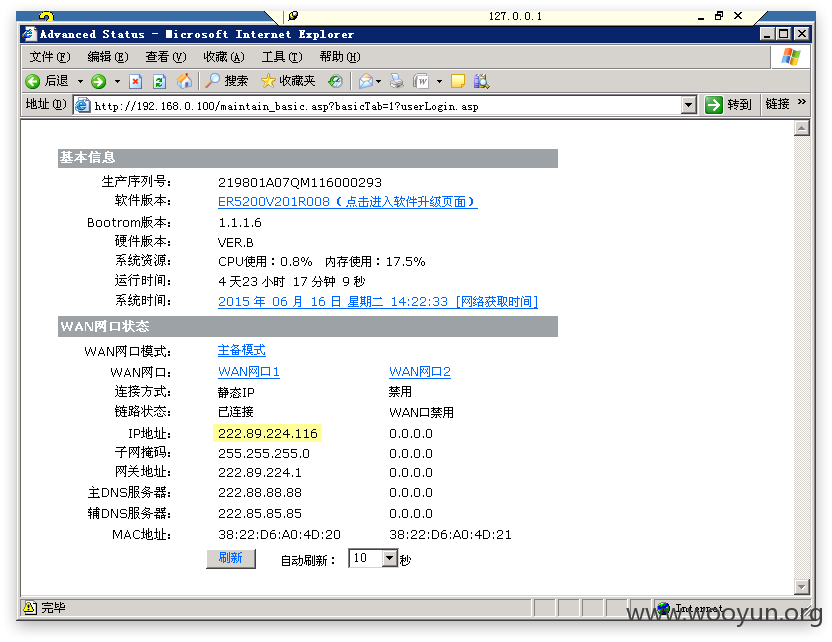 127.0.0.1
Advanced Status - Microsoft Internet Explorer
文件(F) 编辑(E) 查看(V) 收藏(A) 工具(T) 帮助(H)
后退 搜索 收藏夹
地址(D) http://192.168.0.100/maintain_basic.asp?basicTab=1?userLogin.asp 转到 链接 »
基本信息
生产序列号: 219801A07QM116000293
软件版本: ER5200V201R008（点击进入软件升级页面）
Bootrom版本: 1.1.1.6
硬件版本: VER.B
系统资源: CPU使用：0.8% 内存使用：17.5%
运行时间: 4 天23 小时 17 分钟 9 秒
系统时间: 2015 年 06 月 16 日 星期二 14:22:33 [网络获取时间]
WAN网口状态
WAN网口模式: 主备模式
WAN网口: WAN网口1 WAN网口2
连接方式: 静态IP 禁用
链路状态: 已连接 WAN口禁用
IP地址: 222.89.224.116 0.0.0.0
子网掩码: 255.255.255.0 0.0.0.0
网关地址: 222.89.224.1 0.0.0.0
主DNS服务器: 222.88.88.88 0.0.0.0
辅DNS服务器: 222.85.85.85 0.0.0.0
MAC地址: 38:22:D6:A0:4D:20 38:22:D6:A0:4D:21
刷新 自动刷新： 10 秒
完毕 Internet
www.wooyun.org